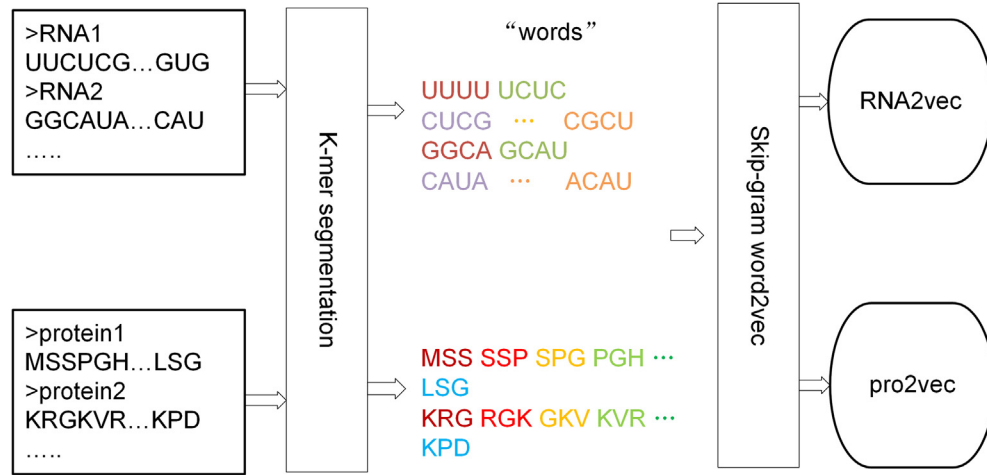 >RNA1
UUCUCG...GUG
>RNA2
GGCAUA...CAU
.....
>protein1
MSSPGH...LSG
>protein2
KRGKVR...KPD
.....
K-mer segmentation
“words”
UUUU UCUC
CUCG ... CGCU
GGCA GCAU
CAUA ... ACAU
MSS SSP SPG PGH ...
LSG
KRG RGK GKV KVR ...
KPD
Skip-gram word2vec
RNA2vec
pro2vec